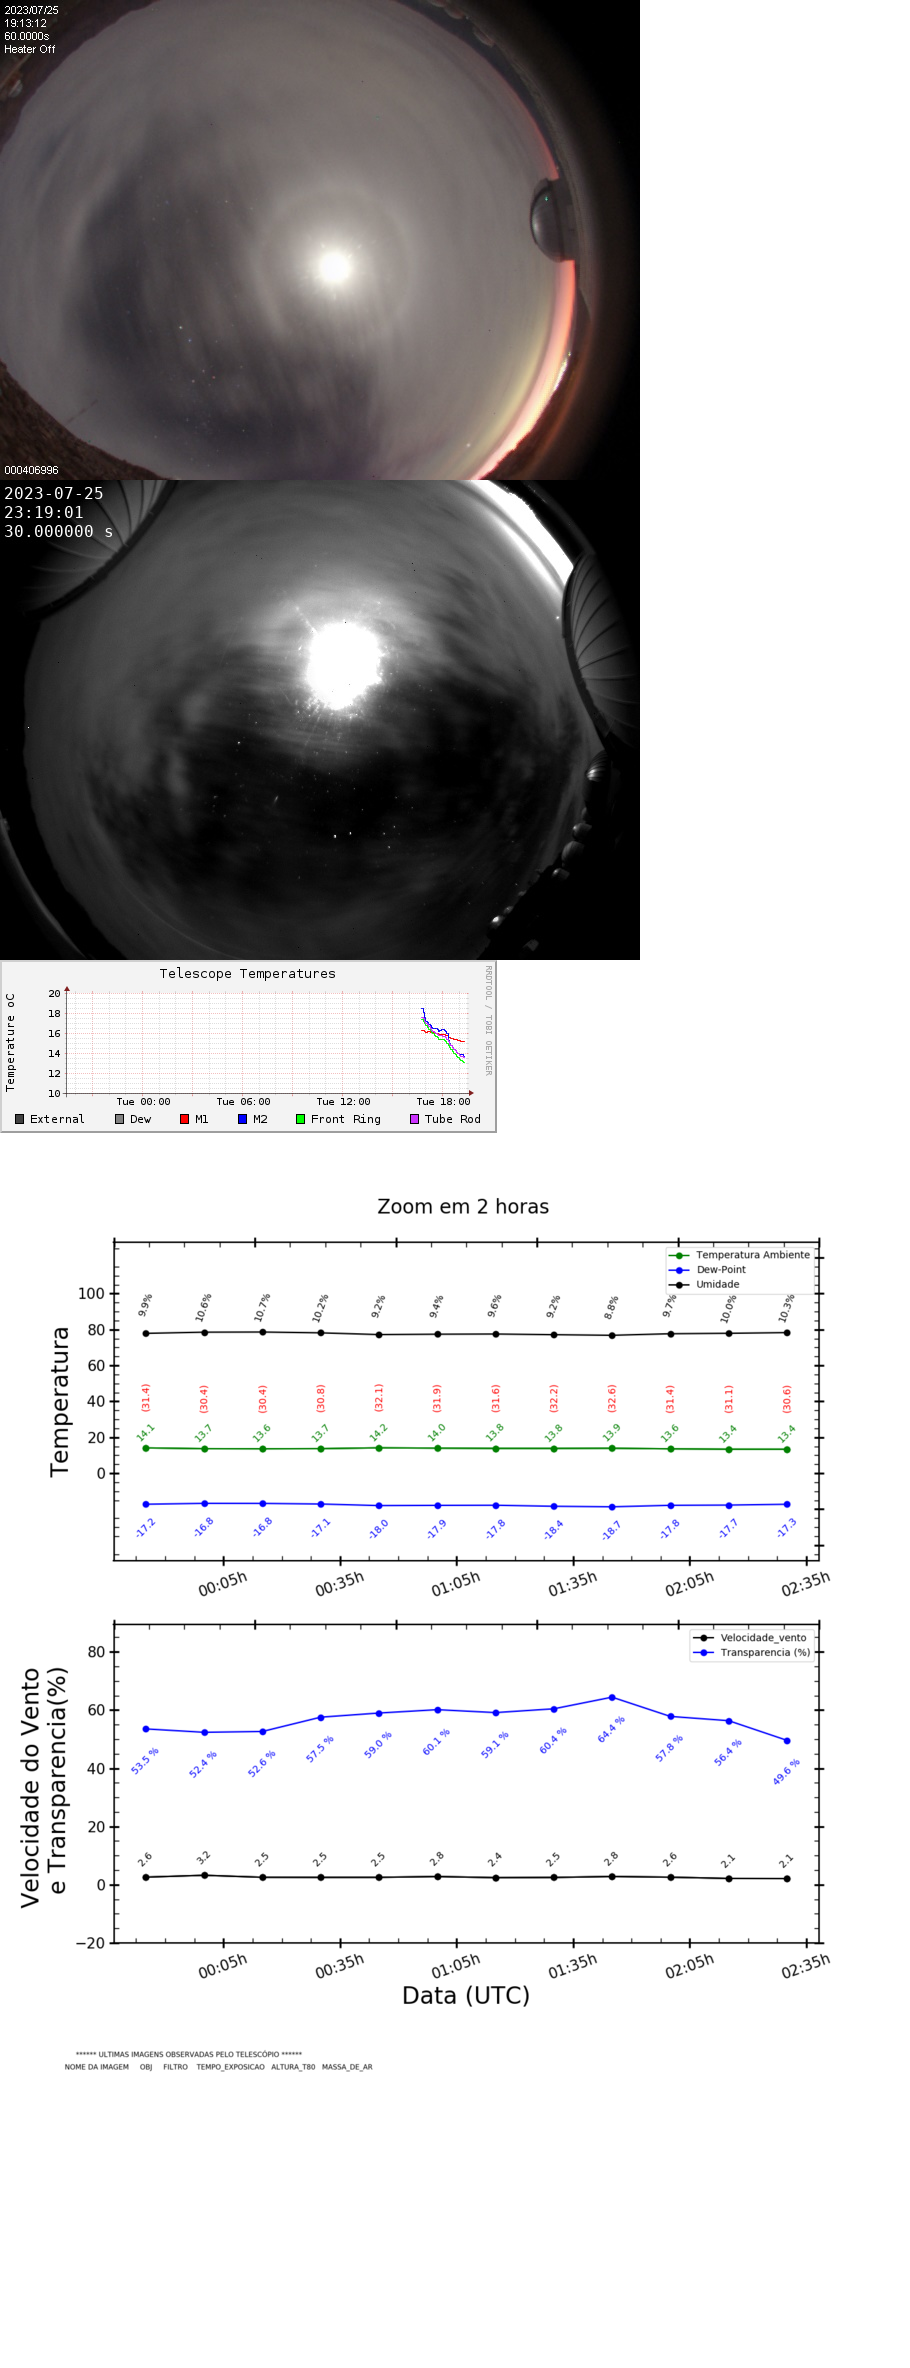 2023/07/25
19:13:12
60.0000s
Heater Off
000406996
2023-07-25
23:19:01
30.000000 s
Telescope Temperatures
RRDTOOL / TOBI OETIKER
Temperature oC
20
18
16
14
12
10
Tue 00:00 Tue 06:00 Tue 12:00 Tue 18:00
External Dew M1 M2 Front Ring Tube Rod
Zoom em 2 horas
Temperatura Ambiente
Dew-Point
Umidade
Temperatura
100
80
60
40
20
0
9.9% 10.6% 10.7% 10.2% 9.2% 9.4% 9.6% 9.2% 8.8% 9.7% 10.0% 10.3%
(31.4) (30.4) (30.4) (30.8) (32.1) (31.9) (31.6) (32.2) (32.6) (31.4) (31.1) (30.6)
14.1 13.7 13.6 13.7 14.2 14.0 13.8 13.8 13.9 13.6 13.4 13.4
-17.2 -16.8 -16.8 -17.1 -18.0 -17.9 -17.8 -18.4 -18.7 -17.8 -17.7 -17.3
00:05h 00:35h 01:05h 01:35h 02:05h 02:35h
Velocidade_vento
Transparencia (%)
Velocidade do Vento
e Transparencia(%)
80
60
40
20
0
−20
53.5 % 52.4 % 52.6 % 57.5 % 59.0 % 60.1 % 59.1 % 60.4 % 64.4 % 57.8 % 56.4 % 49.6 %
2.6 3.2 2.5 2.5 2.5 2.8 2.4 2.5 2.8 2.6 2.1 2.1
00:05h 00:35h 01:05h 01:35h 02:05h 02:35h
Data (UTC)
****** ULTIMAS IMAGENS OBSERVADAS PELO TELESCÓPIO ******
NOME DA IMAGEM OBJ FILTRO TEMPO_EXPOSICAO ALTURA_T80 MASSA_DE_AR